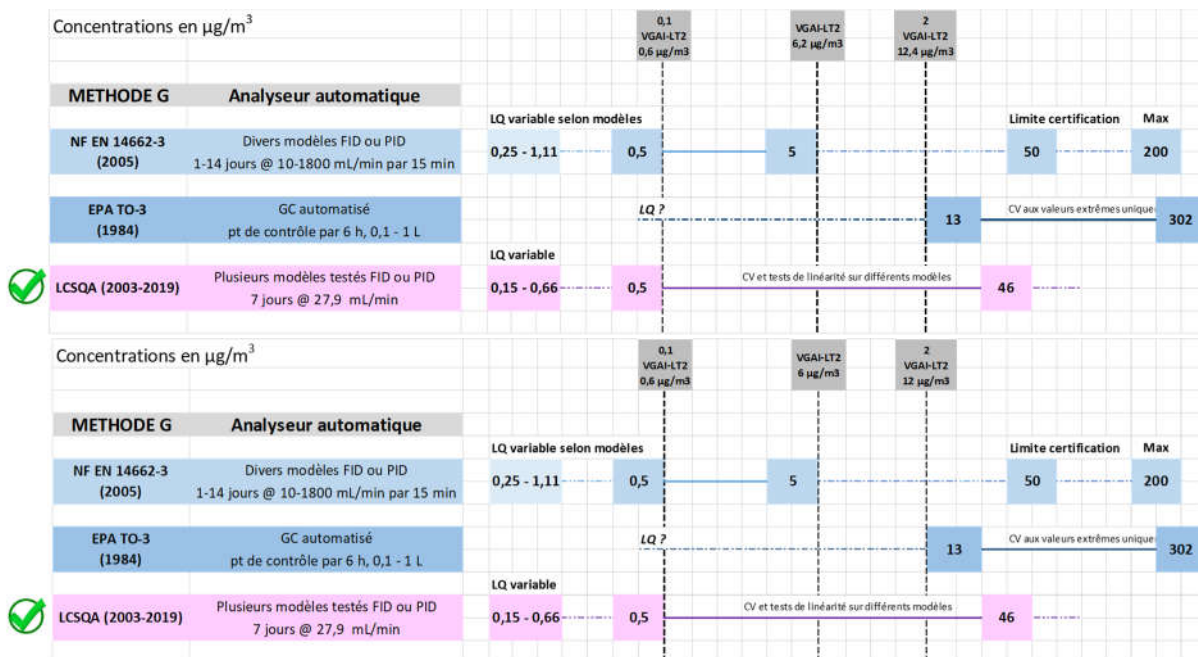 Concentrations en µg/m³
0,1
VGAI-LT2
0,6 µg/m3
VGAI-LT2
6,2 µg/m3
2
VGAI-LT2
12,4 µg/m3
METHODE G Analyseur automatique
LQ variable selon modèles Limite certification Max
NF EN 14662-3 Divers modèles FID ou PID
(2005) 1-14 jours @ 10-1800 mL/min par 15 min
0,25 - 1,11 0,5 5 50 200
EPA TO-3 GC automatisé
(1984) pt de contrôle par 6 h, 0,1 - 1 L
LQ ? 13 CV aux valeurs extrêmes unique 302
LQ variable
LCSQA (2003-2019) Plusieurs modèles testés FID ou PID
7 jours @ 27,9 mL/min
0,15 - 0,66 0,5 CV et tests de linéarité sur différents modèles 46
Concentrations en µg/m³
0,1
VGAI-LT2
0,6 µg/m3
VGAI-LT2
6 µg/m3
2
VGAI-LT2
12 µg/m3
METHODE G Analyseur automatique
LQ variable selon modèles Limite certification Max
NF EN 14662-3 Divers modèles FID ou PID
(2005) 1-14 jours @ 10-1800 mL/min par 15 min
0,25 - 1,11 0,5 5 50 200
EPA TO-3 GC automatisé
(1984) pt de contrôle par 6 h, 0,1 - 1 L
LQ ? 13 CV aux valeurs extrêmes unique 302
LQ variable
LCSQA (2003-2019) Plusieurs modèles testés FID ou PID
7 jours @ 27,9 mL/min
0,15 - 0,66 0,5 CV et tests de linéarité sur différents modèles 46